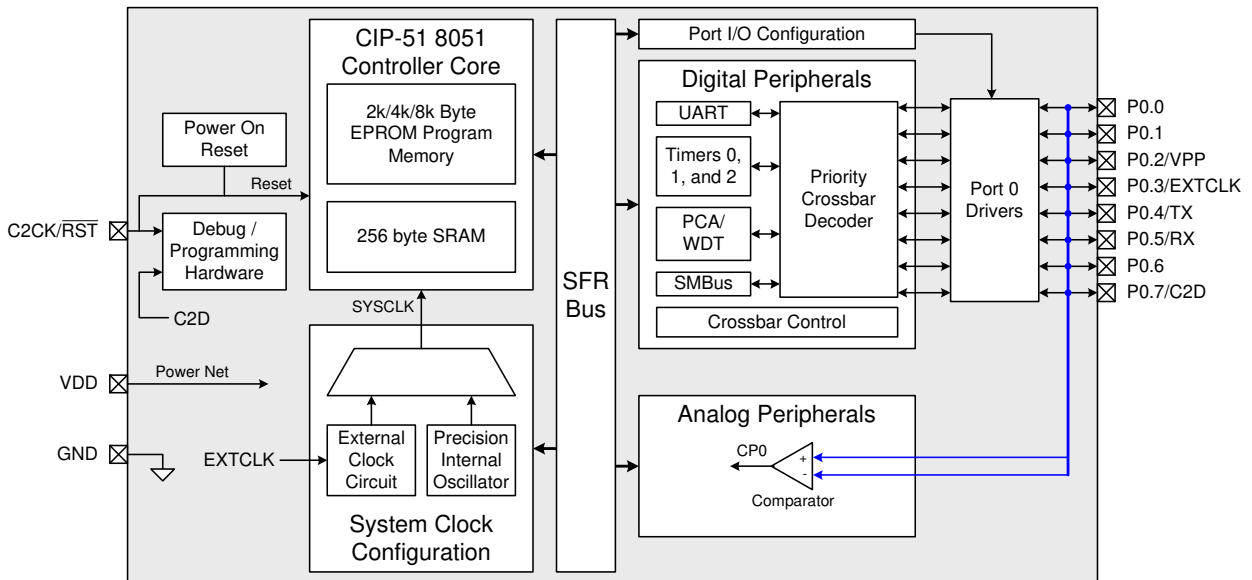 CIP-51 8051
Controller Core
2k/4k/8k Byte
EPROM Program
Memory
256 byte SRAM
Power On
Reset
Reset
C2CK/RST
Debug /
Programming
Hardware
C2D
VDD
Power Net
GND
SYSCLK
EXTCLK
External
Clock
Circuit
Precision
Internal
Oscillator
System Clock
Configuration
SFR
Bus
Port I/O Configuration
Digital Peripherals
UART
Timers 0,
1, and 2
PCA/
WDT
SMBus
Priority
Crossbar
Decoder
Crossbar Control
Port 0
Drivers
P0.0
P0.1
P0.2/VPP
P0.3/EXTCLK
P0.4/TX
P0.5/RX
P0.6
P0.7/C2D
Analog Peripherals
CP0
+
-
Comparator